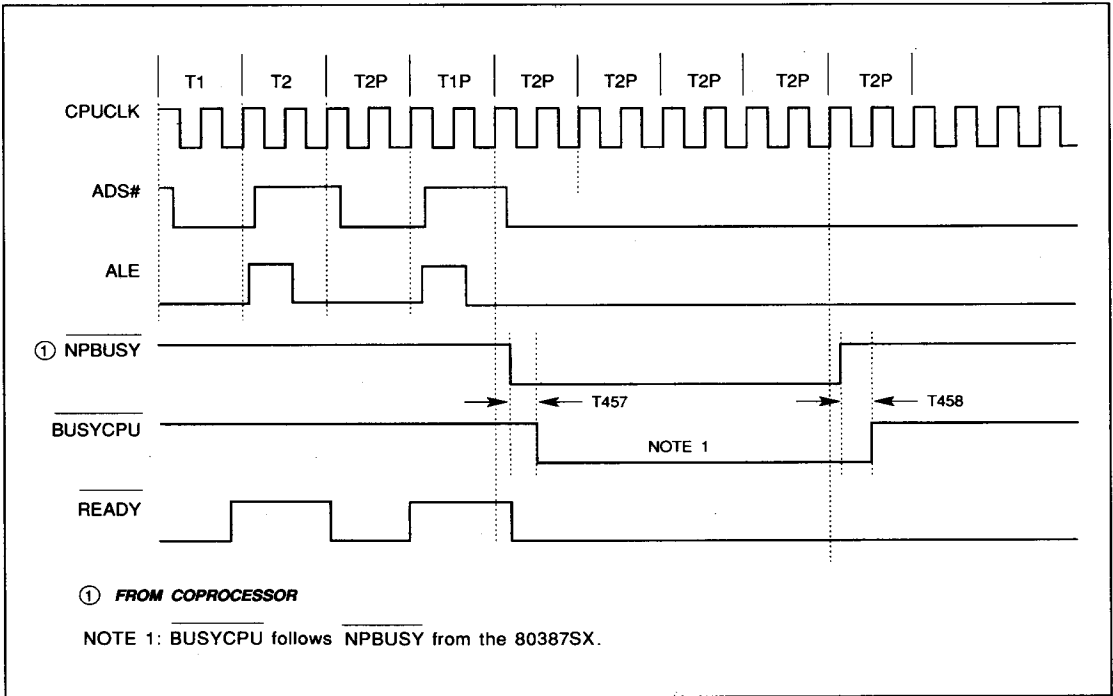 T1 T2 T2P T1P T2P T2P T2P T2P T2P
CPUCLK
ADS#
ALE
① NPBUSY
T457 T458
BUSYCPU
NOTE 1
READY
① FROM COPROCESSOR
NOTE 1: BUSYCPU follows NPBUSY from the 80387SX.